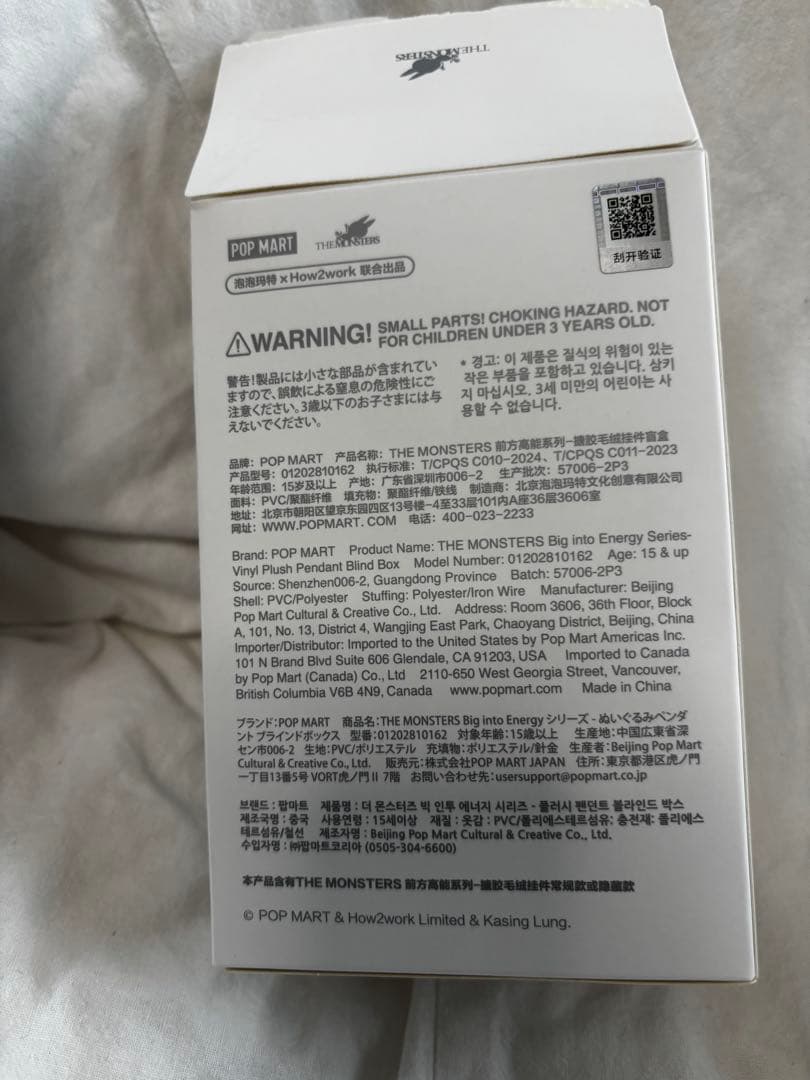 THE MONSTERS
POP MART THE MONSTERS
泡泡玛特 × How2work 联合出品
刮开验证
WARNING! SMALL PARTS! CHOKING HAZARD. NOT
FOR CHILDREN UNDER 3 YEARS OLD.
警告!製品には小さな部品が含まれてい
ますので、誤飲による窒息の危険性にご
注意ください。3歳以下のお子さまには与
えないでください。
* 경고: 이 제품은 질식의 위험이 있는
작은 부품을 포함하고 있습니다. 삼키
지 마십시오. 3세 미만의 어린이는 사
용할 수 없습니다.
品牌: POP MART 产品名称: THE MONSTERS 前方高能系列-搪胶毛绒挂件盲盒
产品型号: 01202810162 执行标准: T/CPQS C010-2024、T/CPQS C011-2023
年龄范围: 15岁及以上 产地: 广东省深圳市006-2 生产批次: 57006-2P3
面料: PVC/聚酯纤维 填充物: 聚酯纤维/铁线 制造商: 北京泡泡玛特文化创意有限公司
地址: 北京市朝阳区望京东园四区13号楼-4至33层101内A座36层3606室
网址: WWW.POPMART.COM 电话: 400-023-2233
Brand: POP MART Product Name: THE MONSTERS Big into Energy Series-
Vinyl Plush Pendant Blind Box Model Number: 01202810162 Age: 15 & up
Source: Shenzhen006-2, Guangdong Province Batch: 57006-2P3
Shell: PVC/Polyester Stuffing: Polyester/Iron Wire Manufacturer: Beijing
Pop Mart Cultural & Creative Co., Ltd. Address: Room 3606, 36th Floor, Block
A, 101, No. 13, District 4, Wangjing East Park, Chaoyang District, Beijing, China
Importer/Distributor: Imported to the United States by Pop Mart Americas Inc.
101 N Brand Blvd Suite 606 Glendale, CA 91203, USA Imported to Canada
by Pop Mart (Canada) Co., Ltd 2110-650 West Georgia Street, Vancouver,
British Columbia V6B 4N9, Canada www.popmart.com Made in China
ブランド:POP MART 商品名:THE MONSTERS Big into Energy シリーズ - ぬいぐるみペンダ
ント ブラインドボックス 型番:01202810162 対象年齢:15歳以上 生産地:中国広東省深
セン市006-2 生地:PVC/ポリエステル 充填物:ポリエステル/針金 生産者:Beijing Pop Mart
Cultural & Creative Co., Ltd. 販売元:株式会社POP MART JAPAN 住所:東京都港区虎ノ門
一丁目13番5号 VORT虎ノ門 II 7階 お問い合わせ先:usersupport@popmart.co.jp
브랜드 : 팝마트 제품명 : 더 몬스터즈 빅 인투 에너지 시리즈 - 플러시 팬던트 블라인드 박스
제조국명 : 중국 사용연령 : 15세이상 재질 : 옷감 : PVC/폴리에스테르섬유: 충전재: 폴리에스
테르섬유/철선 제조자명 : Beijing Pop Mart Cultural & Creative Co., Ltd.
수입자명 : ㈜팝마트코리아 (0505-304-6600)
本产品含有THE MONSTERS 前方高能系列-搪胶毛绒挂件常规款或隐藏款
© POP MART & How2work Limited & Kasing Lung.